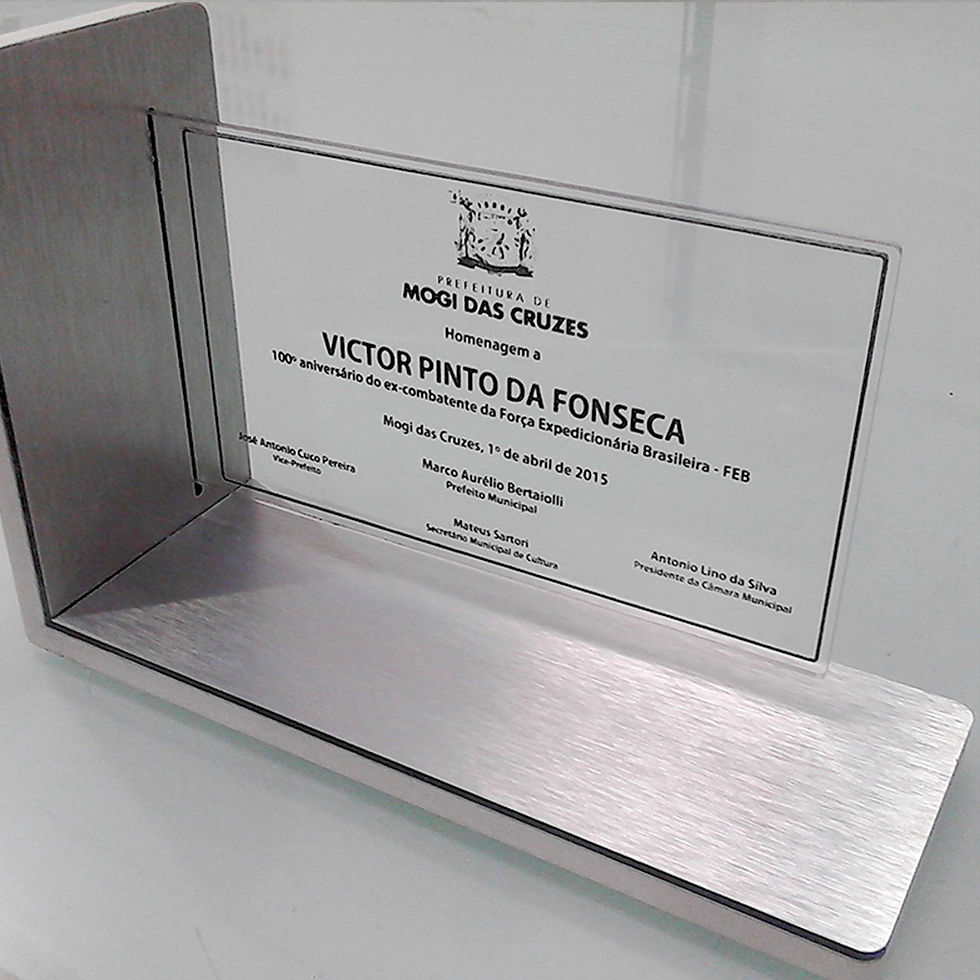 PREFEITURA DE
MOGI DAS CRUZES
Homenagem a
VICTOR PINTO DA FONSECA
100º aniversário do ex-combatente da Força Expedicionária Brasileira - FEB
Mogi das Cruzes, 1º de abril de 2015
José Antonio Cuco Pereira
Vice-Prefeito
Marco Aurélio Bertaiolli
Prefeito Municipal
Mateus Sartori
Secretário Municipal de Cultura
Antonio Lino da Silva
Presidente da Câmara Municipal